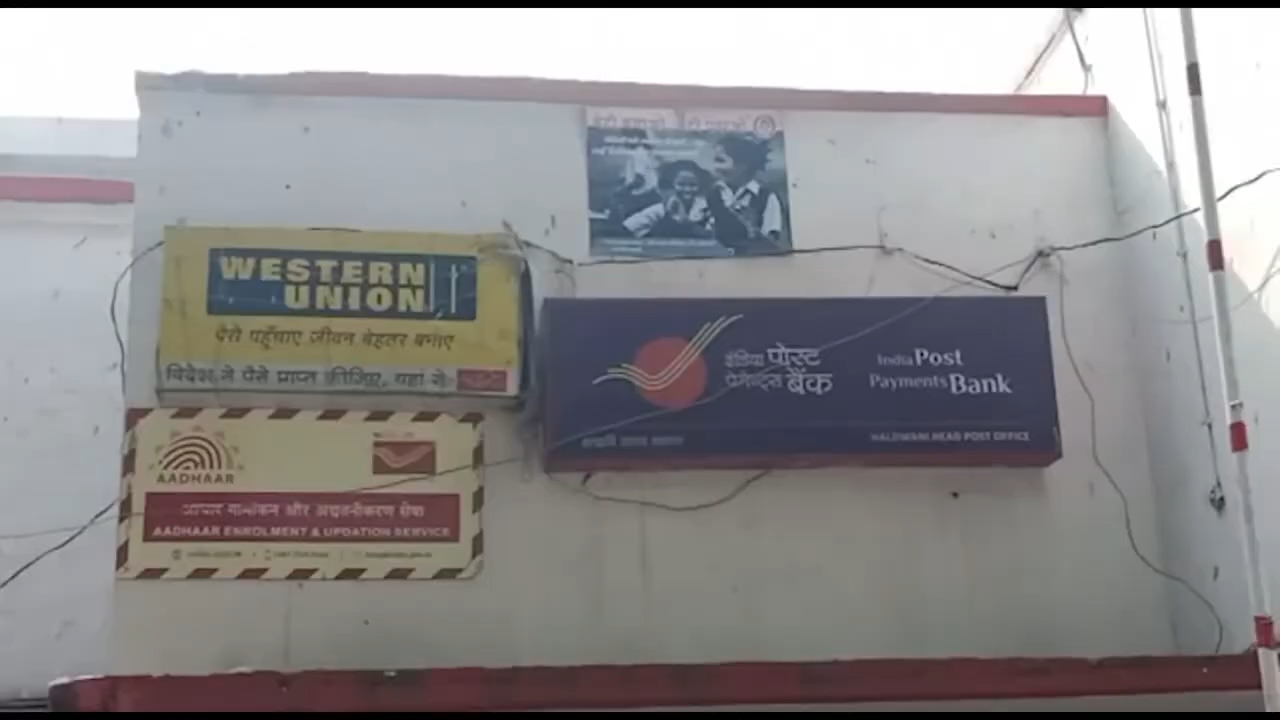 WESTERN
UNION
पैसे पहुँचाए जीवन बेहतर बनाए
विदेश से पैसे प्राप्त कीजिए, यहां से
AADHAAR
आधार नामांकन और अद्यतनीकरण सेवा
AADHAAR ENROLMENT & UPDATION SERVICE
इंडिया पोस्ट
पेमेन्ट्स बैंक
India Post
Payments Bank
HALDWANI HEAD POST OFFICE